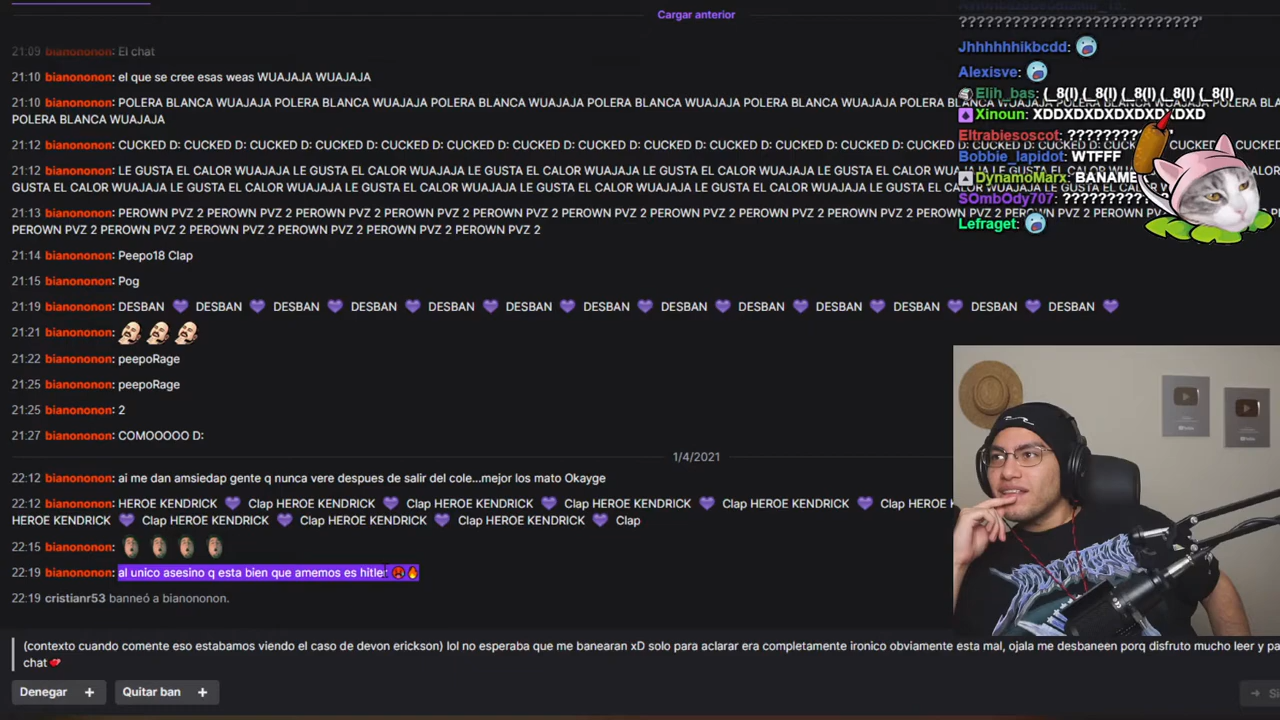 Cargar anterior
21:09 bianononon: El chat
21:10 bianononon: el que se cree esas weas WUAJAJA WUAJAJA
21:10 bianononon: POLERA BLANCA WUAJAJA POLERA BLANCA WUAJAJA POLERA BLANCA WUAJAJA POLERA BLANCA WUAJAJA POLERA BLANCA WUAJAJA
POLERA BLANCA WUAJAJA
21:12 bianononon: CUCKED D: CUCKED D: CUCKED D: CUCKED D: CUCKED D: CUCKED D: CUCKED D: CUCKED D: CUCKED D: CUCKED D: CUCKED D: CUCKED D: CUCKED D:
21:12 bianononon: LE GUSTA EL CALOR WUAJAJA LE GUSTA EL CALOR WUAJAJA LE GUSTA EL CALOR WUAJAJA LE GUSTA EL CALOR WUAJAJA LE
GUSTA EL CALOR WUAJAJA LE GUSTA EL CALOR WUAJAJA LE GUSTA EL CALOR WUAJAJA LE GUSTA EL CALOR WUAJAJA LE GUSTA EL CALOR
21:13 bianononon: PEROWN PVZ 2 PEROWN PVZ 2 PEROWN PVZ 2 PEROWN PVZ 2 PEROWN PVZ 2 PEROWN PVZ 2 PEROWN PVZ 2 PEROWN PVZ 2 PEROWN PVZ 2
PEROWN PVZ 2 PEROWN PVZ 2 PEROWN PVZ 2 PEROWN PVZ 2 PEROWN PVZ 2
21:14 bianononon: Peepo18 Clap
21:15 bianononon: Pog
21:19 bianononon: DESBAN 💜 DESBAN 💜 DESBAN 💜 DESBAN 💜 DESBAN 💜 DESBAN 💜 DESBAN 💜 DESBAN 💜 DESBAN 💜 DESBAN 💜 DESBAN 💜 DESBAN 💜 DESBAN 💜
21:21 bianononon:
21:22 bianononon: peepoRage
21:25 bianononon: peepoRage
21:25 bianononon: 2
21:27 bianononon: COMOOOOO D:
1/4/2021
22:12 bianononon: ai me dan amsiedap gente q nunca vere despues de salir del cole...mejor los mato Okayge
22:12 bianononon: HEROE KENDRICK 💜 Clap HEROE KENDRICK 💜 Clap HEROE KENDRICK 💜 Clap HEROE KENDRICK 💜 Clap HEROE KENDRICK 💜 Clap
HEROE KENDRICK 💜 Clap HEROE KENDRICK 💜 Clap HEROE KENDRICK 💜 Clap HEROE KENDRICK 💜 Clap
22:15 bianononon:
22:19 bianononon: al unico asesino q esta bien que amemos es hitler 🥵🔥
22:19 cristianr53 banneó a bianononon.
(contexto cuando comente eso estabamos viendo el caso de devon erickson) lol no esperaba que me banearan xD solo para aclarar era completamente ironico obviamente esta mal, ojala me desbaneen porq disfruto mucho leer y pa
chat 💋
Denegar +
Quitar ban +
???????????????????????????
Jhhhhhhikbcdd:
Alexisve:
Elih_bas: (_8(I) (_8(I) (_8(I) (_8(I) (_8(I)
Xinoun: XDDXDXDXDXDXDXD
Eltrabiesoscot: ??????????
Bobbie_lapidot: WTFFF
DynamoMarx:
SOmbOdy707: ????????????
Lefraget: